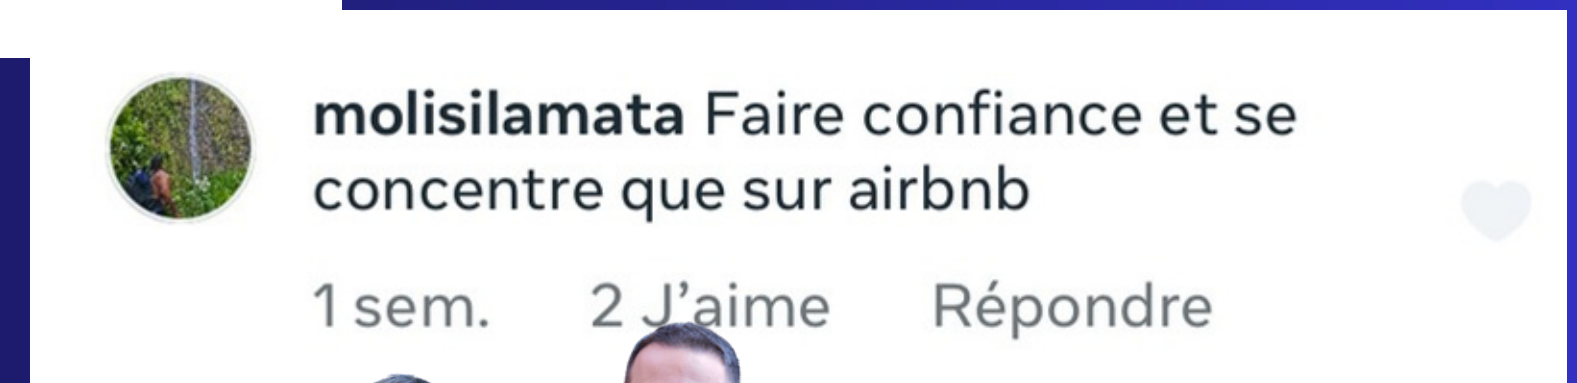 molisilamata Faire confiance et se
concentre que sur airbnb
1 sem. 2 J’aime Répondre